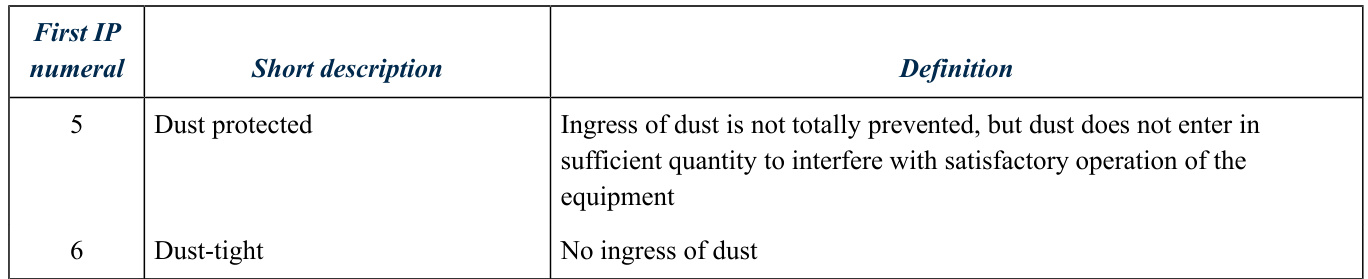 First IP
numeral
Short description
Definition
5
Dust protected
Ingress of dust is not totally prevented, but dust does not enter in
sufficient quantity to interfere with satisfactory operation of the
equipment
6
Dust-tight
No ingress of dust